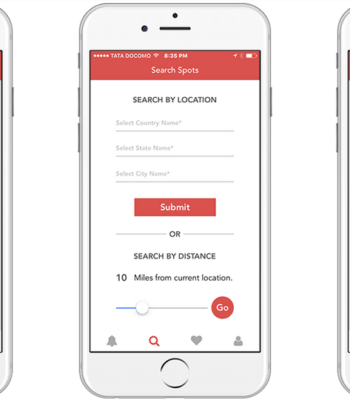 TATA DOCOMO 8:35 PM
Search Spots
SEARCH BY LOCATION
Select Country Name*
Select State Name*
Select City Name*
Submit
OR
SEARCH BY DISTANCE
10 Miles from current location.
Go